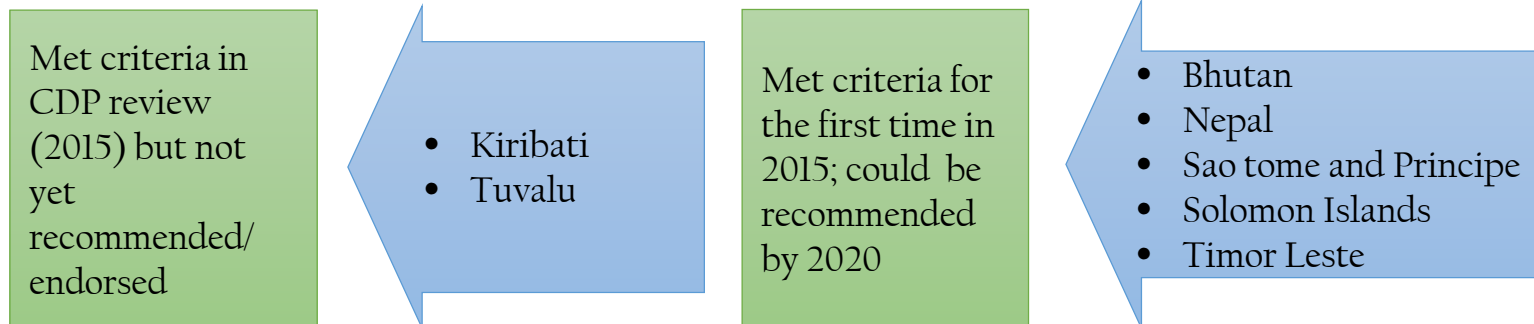 Met criteria in
CDP review
(2015) but not
yet
recommended/
endorsed
• Kiribati
• Tuvalu
Met criteria for
the first time in
2015; could  be
recommended
by 2020
• Bhutan
• Nepal
• Sao tome and Principe
• Solomon Islands
• Timor Leste